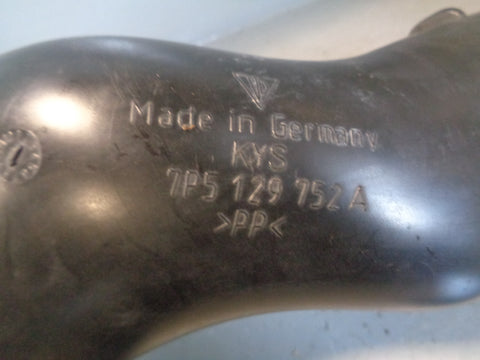 Made in Germany
KYS
7P5 129 752 A
>PP<